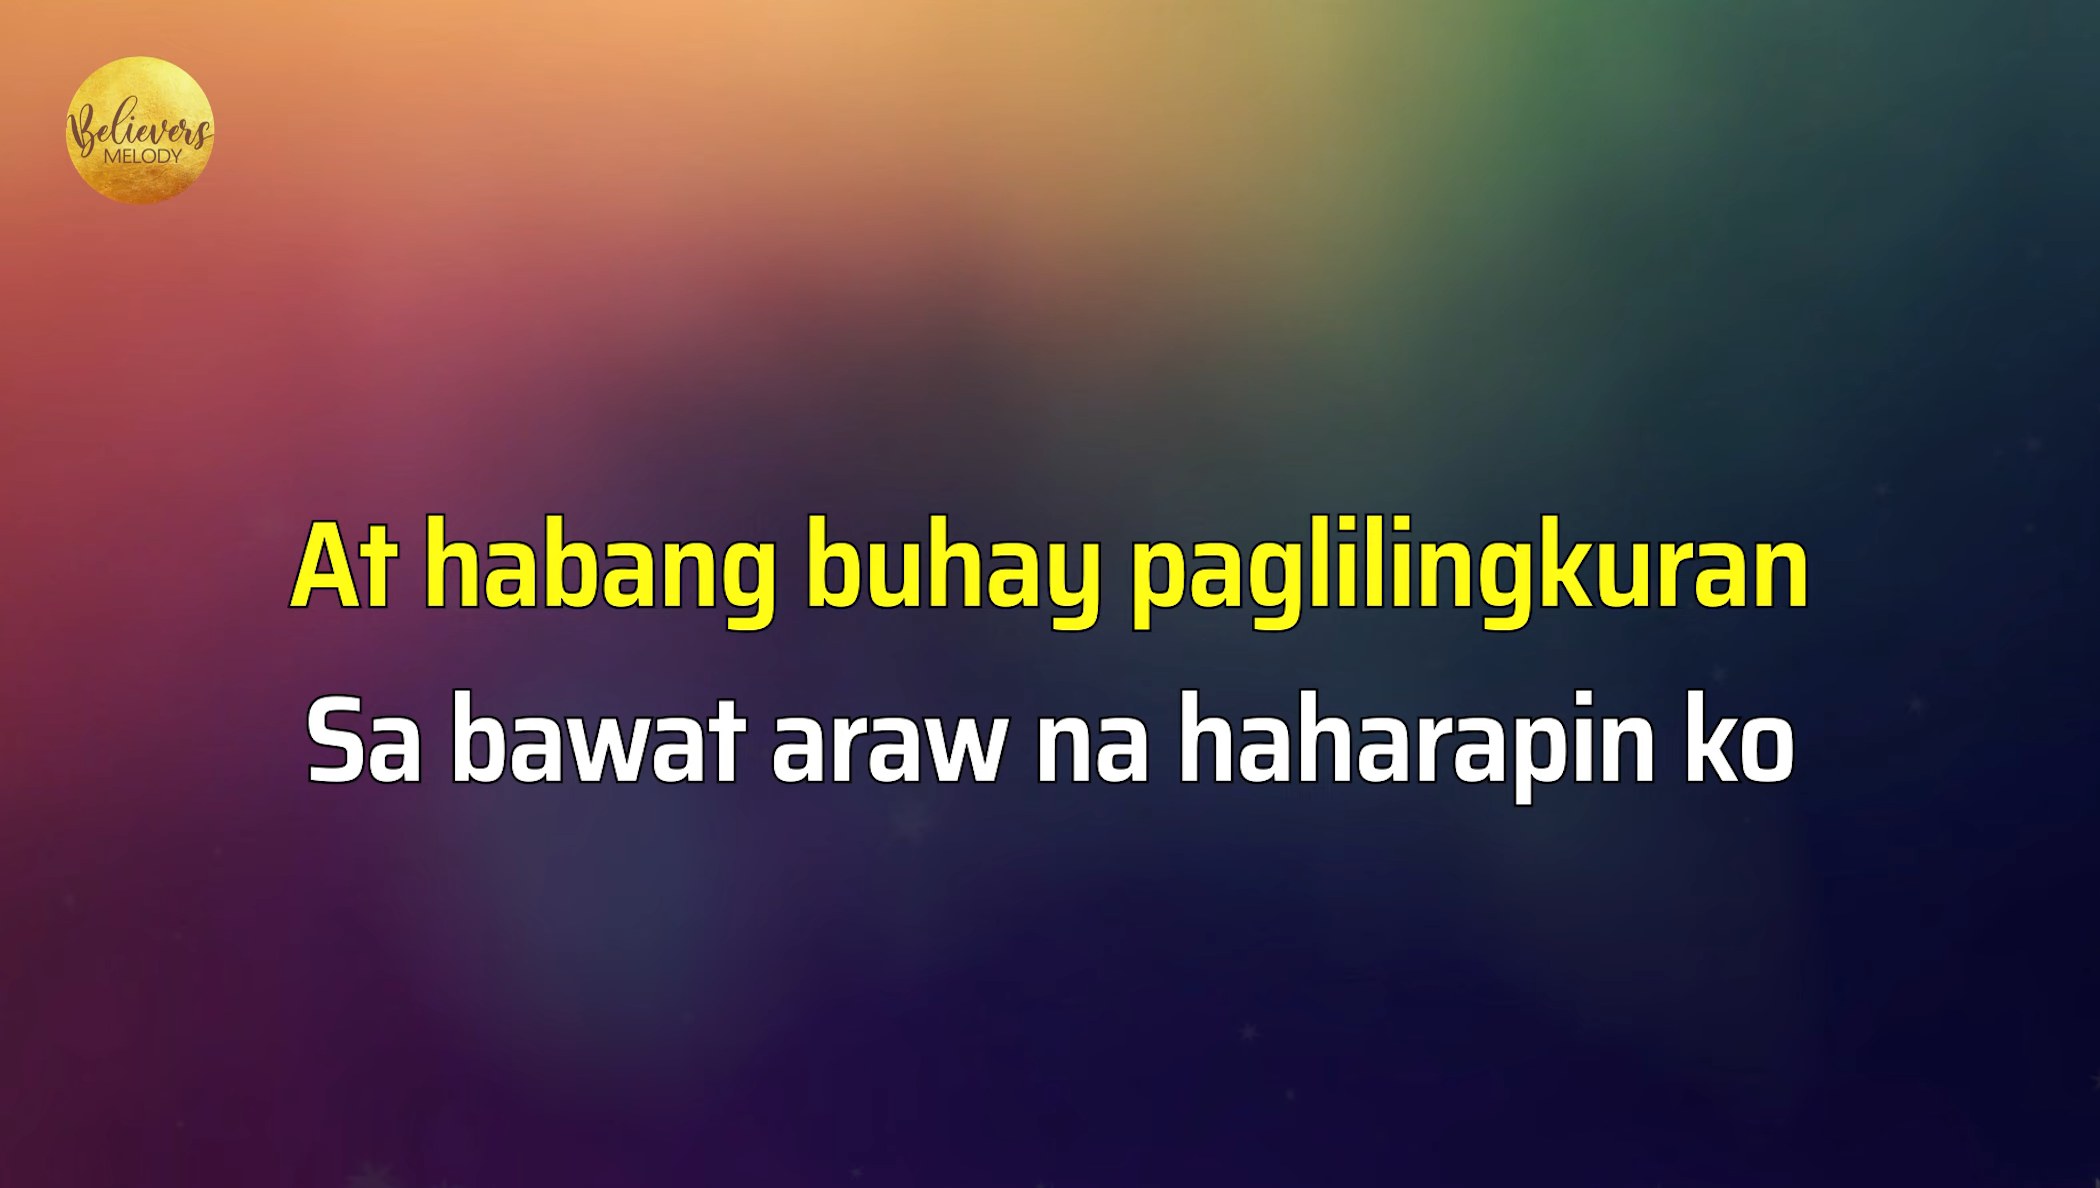 Believers
MELODY
At habang buhay paglilingkuran
Sa bawat araw na haharapin ko